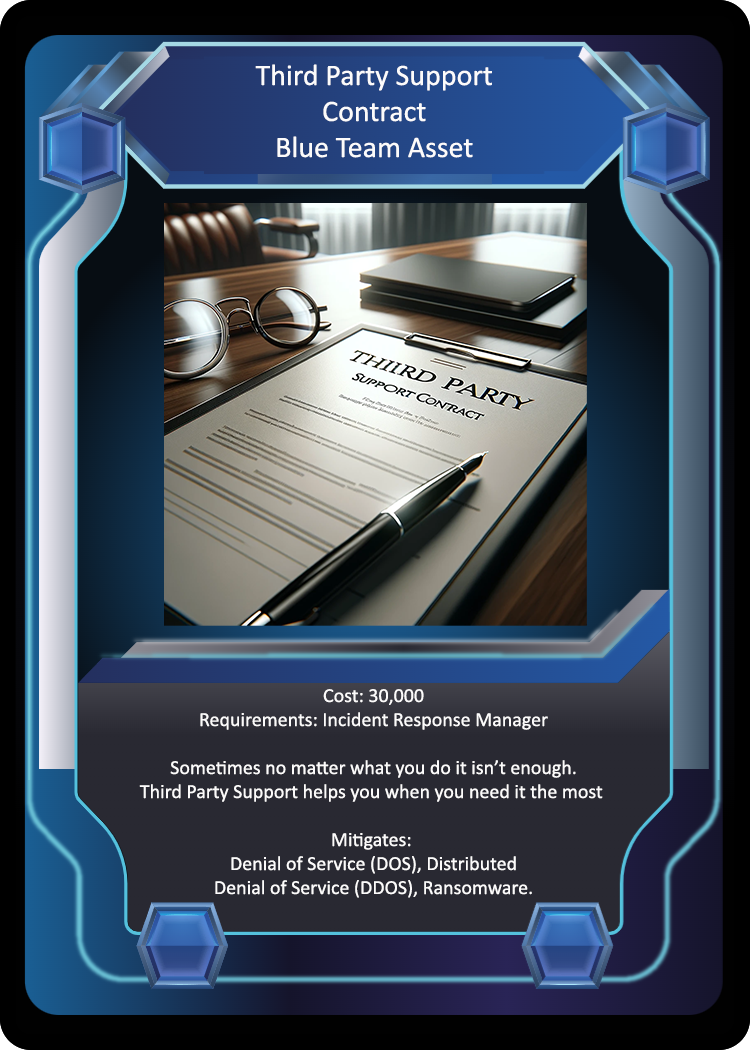 Third Party Support
Contract
Blue Team Asset
THIIRD PARTY
SUPPORT CONTRACT
Cost: 30,000
Requirements: Incident Response Manager
Sometimes no matter what you do it isn’t enough.
Third Party Support helps you when you need it the most
Mitigates:
Denial of Service (DOS), Distributed
Denial of Service (DDOS), Ransomware.